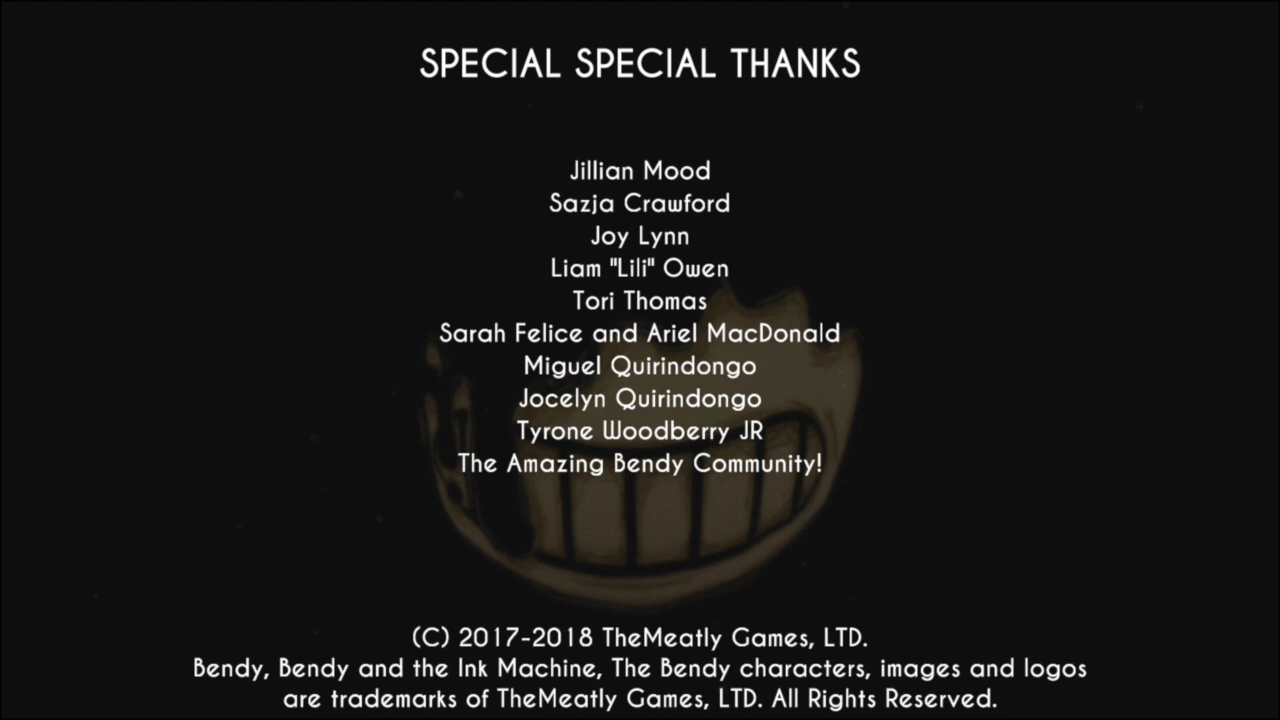 SPECIAL SPECIAL THANKS
Jillian Mood
Sazja Crawford
Joy Lynn
Liam "Lili" Owen
Tori Thomas
Sarah Felice and Ariel MacDonald
Miguel Quirindongo
Jocelyn Quirindongo
Tyrone Woodberry JR
The Amazing Bendy Community!
(C) 2017-2018 TheMeatly Games, LTD.
Bendy, Bendy and the Ink Machine, The Bendy characters, images and logos
are trademarks of TheMeatly Games, LTD. All Rights Reserved.